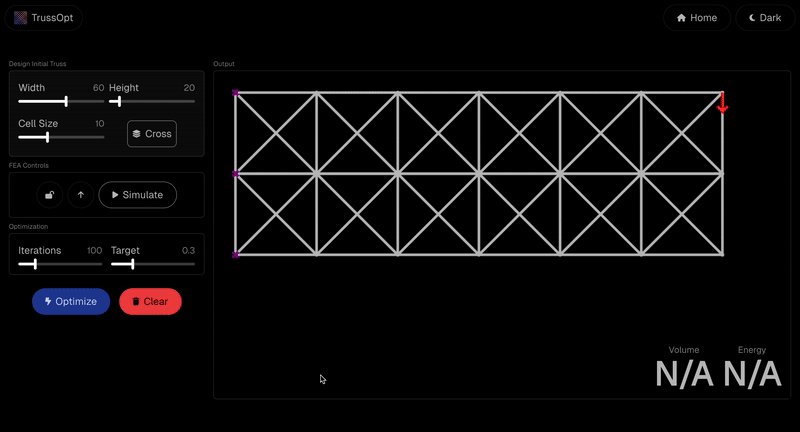 TrussOpt
Home
Dark
Design Initial Truss
Width 60 Height 20
Cell Size 10
Cross
FEA Controls
Simulate
Optimization
Iterations 100 Target 0.3
Optimize
Clear
Output
Volume Energy
N/A N/A